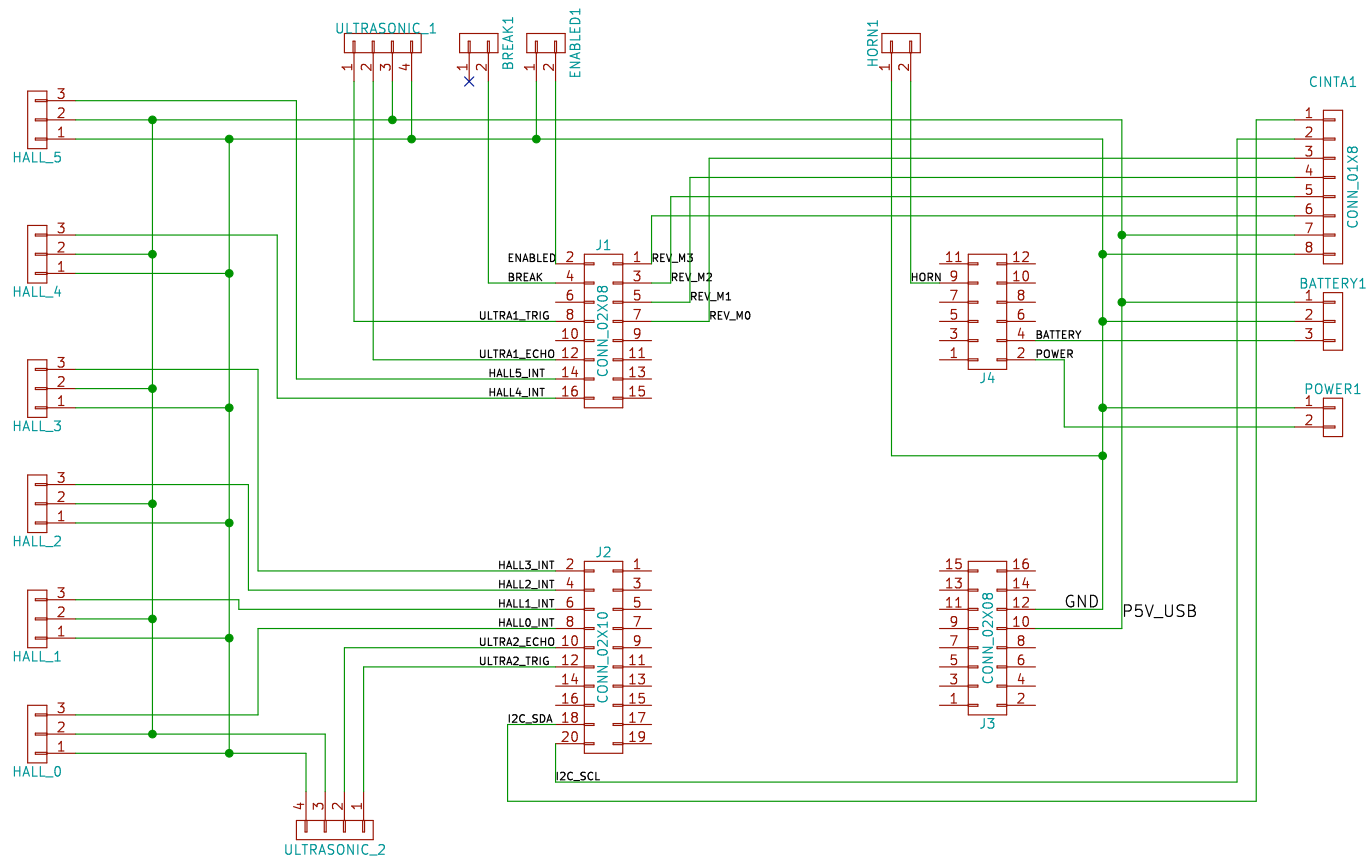 ULTRASONIC_1
1 2 3 4
BREAK1
1 2
ENABLED1
1 2
HORN1
1 2
CINTA1
CONN_01X8
1
2
3
4
5
6
7
8
3
2
1
HALL_5
3
2
1
HALL_4
3
2
1
HALL_3
3
2
1
HALL_2
3
2
1
HALL_1
3
2
1
HALL_0
J1
CONN_02X08
ENABLED 2 1 REV_M3
BREAK 4 3 REV_M2
6 5 REV_M1
ULTRA1_TRIG 8 7 REV_M0
10 9
ULTRA1_ECHO 12 11
HALL5_INT 14 13
HALL4_INT 16 15
11 12
HORN 9 10
7 8
5 6
3 4 BATTERY
1 2 POWER
J4
BATTERY1
1
2
3
POWER1
1
2
J2
CONN_02X10
HALL3_INT 2 1
HALL2_INT 4 3
HALL1_INT 6 5
HALL0_INT 8 7
ULTRA2_ECHO 10 9
ULTRA2_TRIG 12 11
14 13
16 15
I2C_SDA 18 17
20 19
I2C_SCL
CONN_02X08
15 16
13 14
11 12 GND
9 10 P5V_USB
7 8
5 6
3 4
1 2
J3
4 3 2 1
ULTRASONIC_2